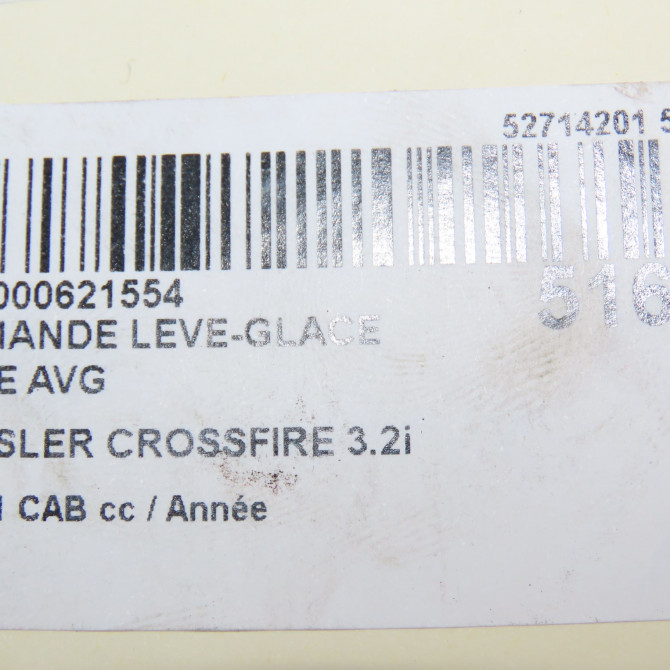 52714201 5
000621554
516
MANDE LEVE-GLACE
E AVG
SLER CROSSFIRE 3.2i
CAB cc / Année